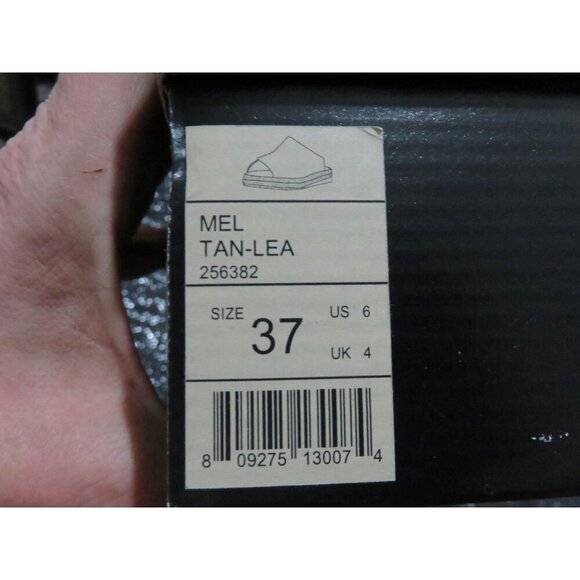 MEL
TAN-LEA
256382
SIZE 37 US 6
UK 4
8 09275 13007 4